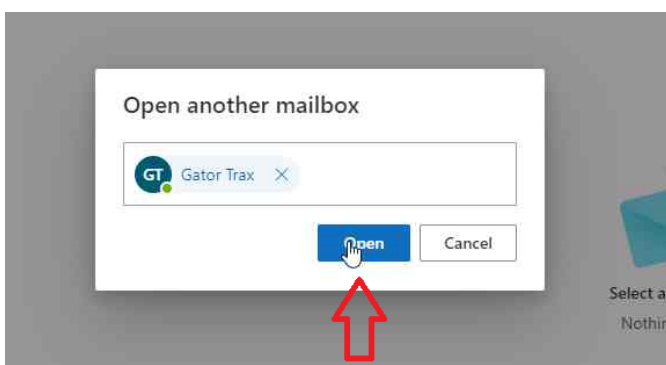 Open another mailbox
GT Gator Trax
Open Cancel
Select a
Nothin